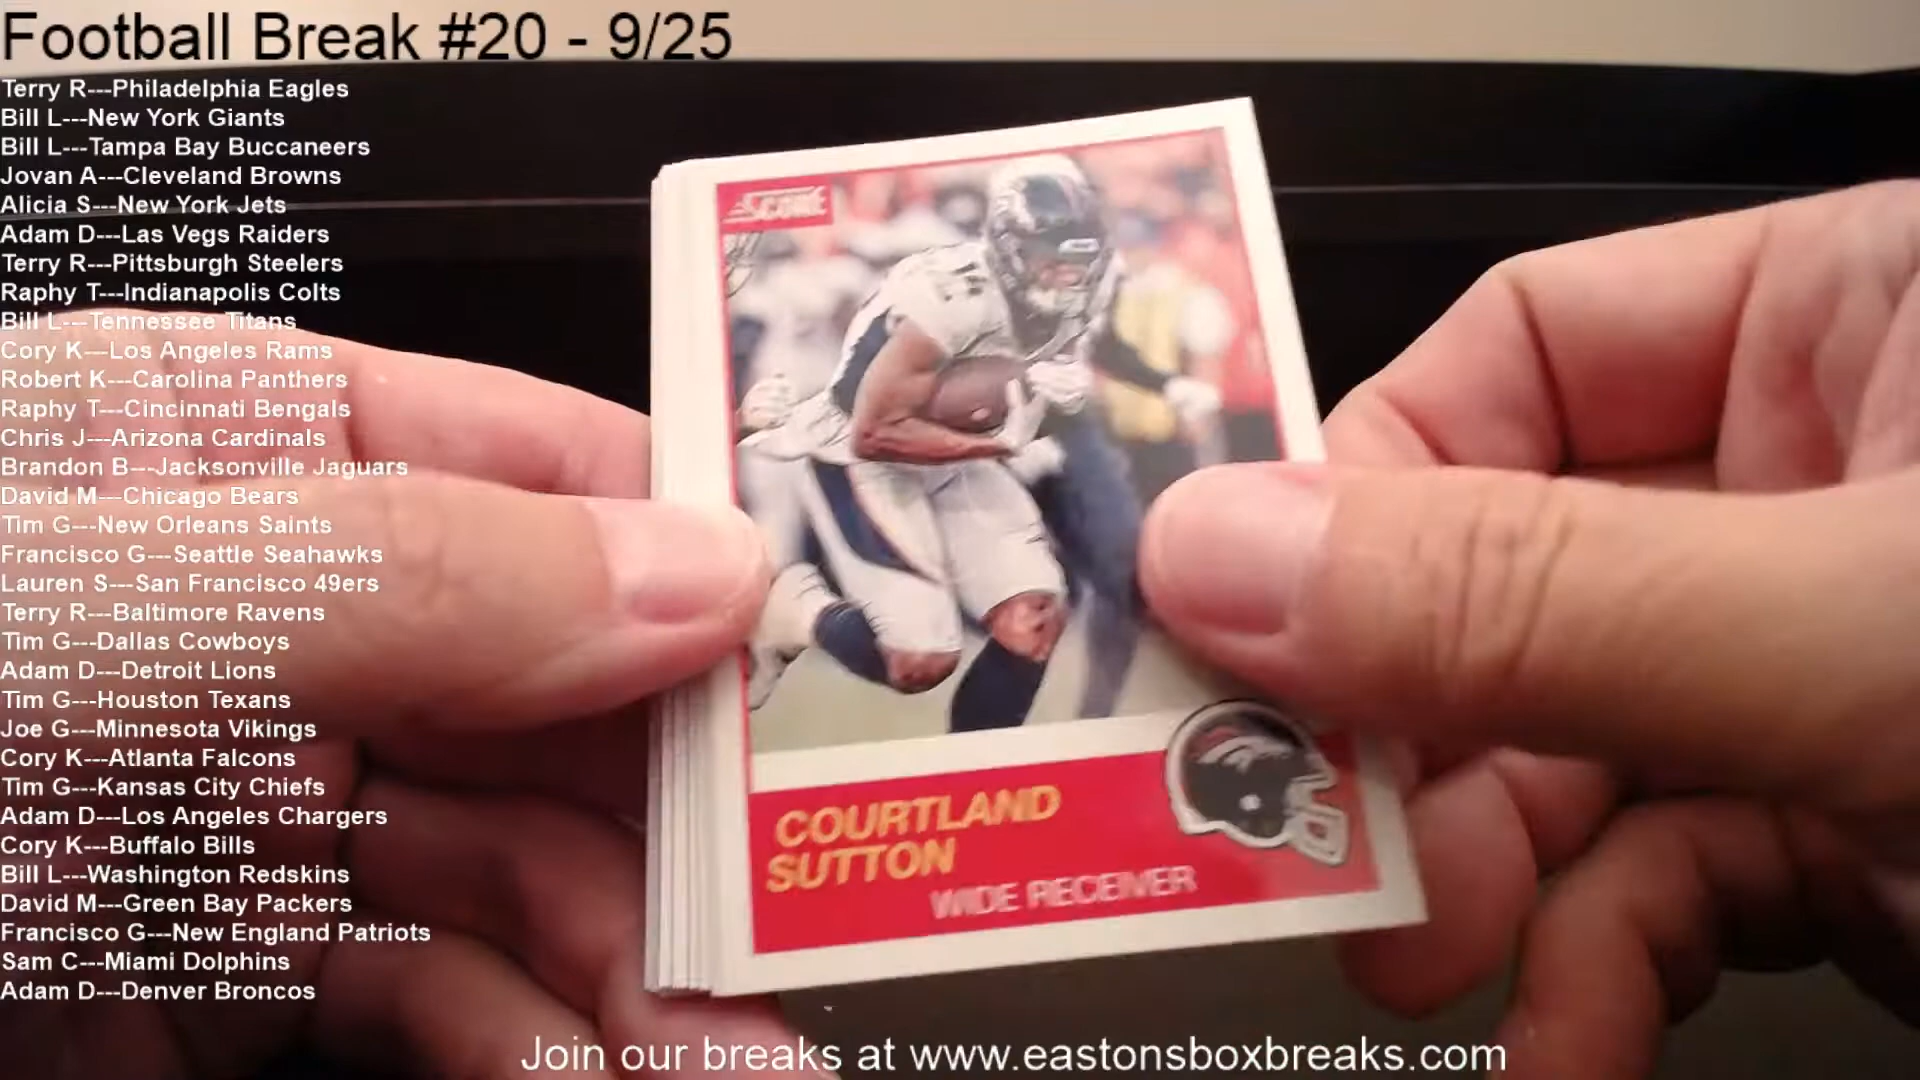 Football Break #20 - 9/25
Terry R---Philadelphia Eagles
Bill L---New York Giants
Bill L---Tampa Bay Buccaneers
Jovan A---Cleveland Browns
Alicia S---New York Jets
Adam D---Las Vegs Raiders
Terry R---Pittsburgh Steelers
Raphy T---Indianapolis Colts
Bill L---Tennessee Titans
Cory K---Los Angeles Rams
Robert K---Carolina Panthers
Raphy T---Cincinnati Bengals
Chris J---Arizona Cardinals
Brandon B---Jacksonville Jaguars
David M---Chicago Bears
Tim G---New Orleans Saints
Francisco G---Seattle Seahawks
Lauren S---San Francisco 49ers
Terry R---Baltimore Ravens
Tim G---Dallas Cowboys
Adam D---Detroit Lions
Tim G---Houston Texans
Joe G---Minnesota Vikings
Cory K---Atlanta Falcons
Tim G---Kansas City Chiefs
Adam D---Los Angeles Chargers
Cory K---Buffalo Bills
Bill L---Washington Redskins
David M---Green Bay Packers
Francisco G---New England Patriots
Sam C---Miami Dolphins
Adam D---Denver Broncos
SCORE
COURTLAND
SUTTON
WIDE RECEIVER
Join our breaks at www.eastonsboxbreaks.com